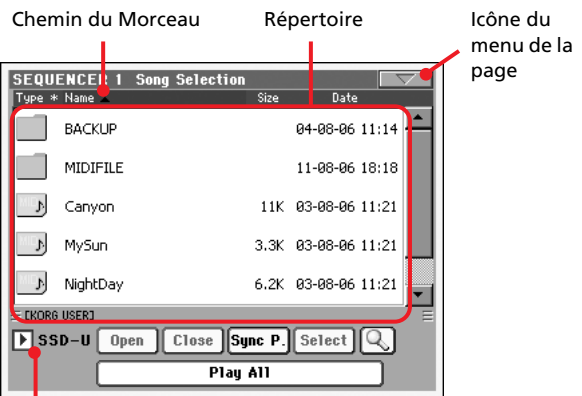 Chemin du Morceau
Répertoire
Icône du
menu de la
page
SEQUENCER 1 Song Selection
Type * Name Size Date
BACKUP 04-08-06 11:14
MIDIFILE 11-08-06 18:18
Canyon 11K 03-08-06 11:21
MySun 3.3K 03-08-06 11:21
NightDay 6.2K 03-08-06 11:21
[KORG USER]
SSD-U Open Close Sync P. Select
Play All